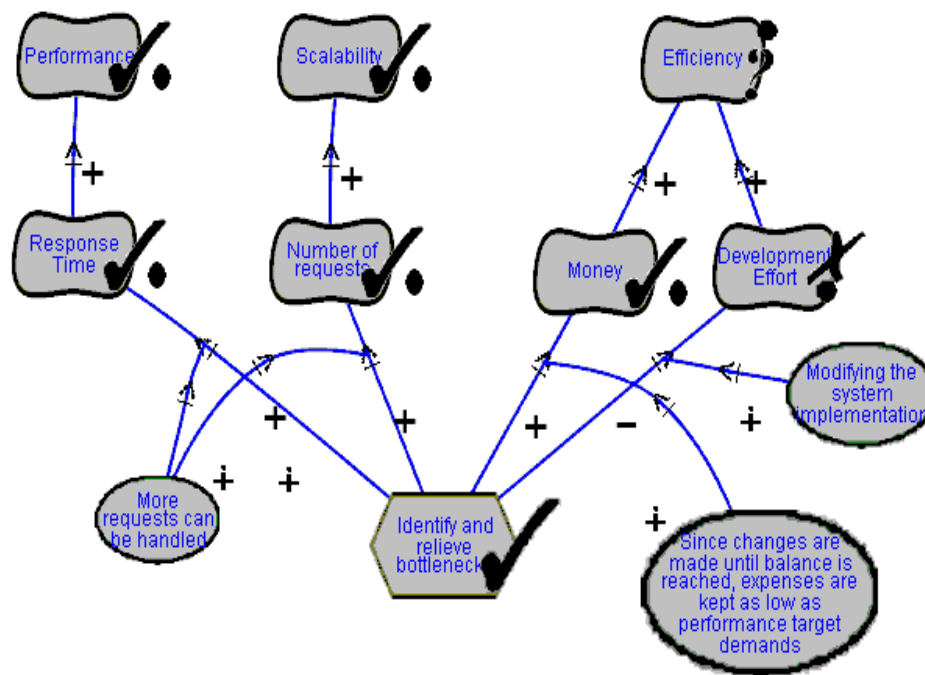 Performance
Scalability
Efficiency
+
+
+
+
Response
Time
Number of
requests
Money
Development
Effort
Modifying the
system
implementation
+
+
+
-
i
More
requests can
be handled
i
i
Identify and
relieve
bottleneck
i
Since changes are
made until balance is
reached, expenses are
kept as low as
performance target
demands